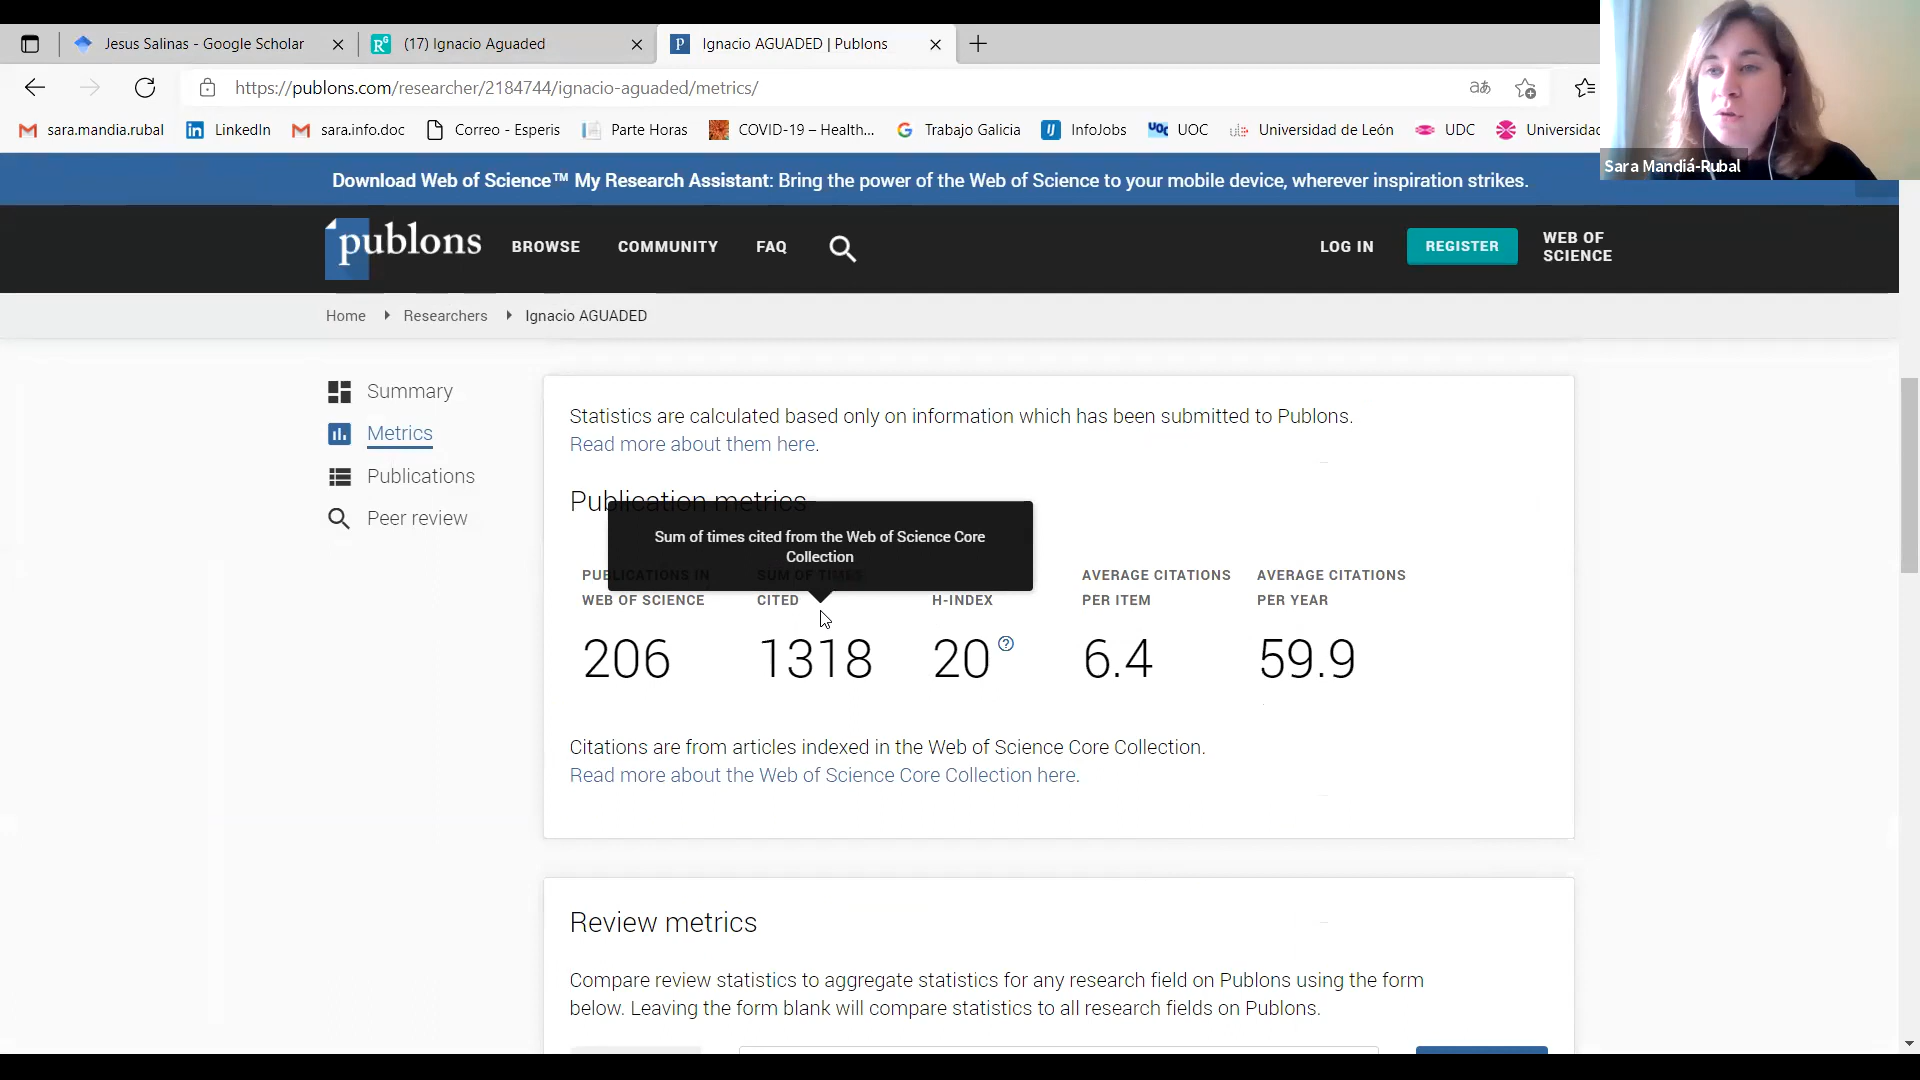 Jesus Salinas - Google Scholar
(17) Ignacio Aguaded
Ignacio AGUADED | Publons
https://publons.com/researcher/2184744/ignacio-aguaded/metrics/
sara.mandia.rubal
LinkedIn
sara.info.doc
Correo - Esperis
Parte Horas
COVID-19 – Health...
Trabajo Galicia
InfoJobs
UOC
Universidad de León
UDC
Sara Mandiá-Rubal
Download Web of Science™ My Research Assistant: Bring the power of the Web of Science to your mobile device, wherever inspiration strikes.
publons
BROWSE
COMMUNITY
FAQ
LOG IN
REGISTER
WEB OF
SCIENCE
Home
Researchers
Ignacio AGUADED
Summary
Metrics
Publications
Peer review
Statistics are calculated based only on information which has been submitted to Publons.
Read more about them here.
Publication metrics
Sum of times cited from the Web of Science Core
Collection
PUBLICATIONS IN
WEB OF SCIENCE
206
SUM OF TIMES
CITED
1318
H-INDEX
20
AVERAGE CITATIONS
PER ITEM
6.4
AVERAGE CITATIONS
PER YEAR
59.9
Citations are from articles indexed in the Web of Science Core Collection.
Read more about the Web of Science Core Collection here.
Review metrics
Compare review statistics to aggregate statistics for any research field on Publons using the form
below. Leaving the form blank will compare statistics to all research fields on Publons.